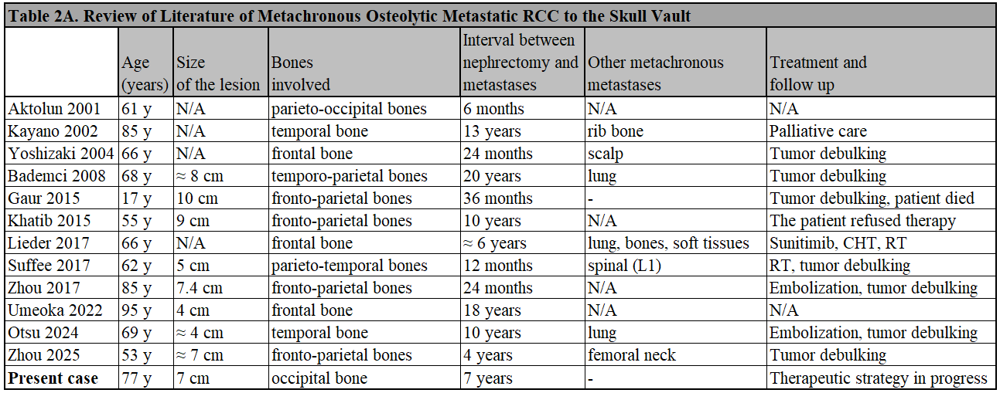 Table 2A. Review of Literature of Metachronous Osteolytic Metastatic RCC to the Skull Vault
Age (years) Size of the lesion Bones involved Interval between nephrectomy and metastases Other metachronous metastases Treatment and follow up
Aktolun 2001 61 y N/A parieto-occipital bones 6 months N/A N/A
Kayano 2002 85 y N/A temporal bone 13 years rib bone Palliative care
Yoshizaki 2004 66 y N/A frontal bone 24 months scalp Tumor debulking
Bademci 2008 68 y ≈ 8 cm temporo-parietal bones 20 years lung Tumor debulking
Gaur 2015 17 y 10 cm fronto-parietal bones 36 months - Tumor debulking, patient died
Khatib 2015 55 y 9 cm fronto-parietal bones 10 years N/A The patient refused therapy
Lieder 2017 66 y N/A frontal bone ≈ 6 years lung, bones, soft tissues Sunitimib, CHT, RT
Suffee 2017 62 y 5 cm parieto-temporal bones 12 months spinal (L1) RT, tumor debulking
Zhou 2017 85 y 7.4 cm fronto-parietal bones 24 months N/A Embolization, tumor debulking
Umeoka 2022 95 y 4 cm frontal bone 18 years N/A N/A
Otsu 2024 69 y ≈ 4 cm temporal bone 10 years lung Embolization, tumor debulking
Zhou 2025 53 y ≈ 7 cm fronto-parietal bones 4 years femoral neck Tumor debulking
Present case 77 y 7 cm occipital bone 7 years - Therapeutic strategy in progress